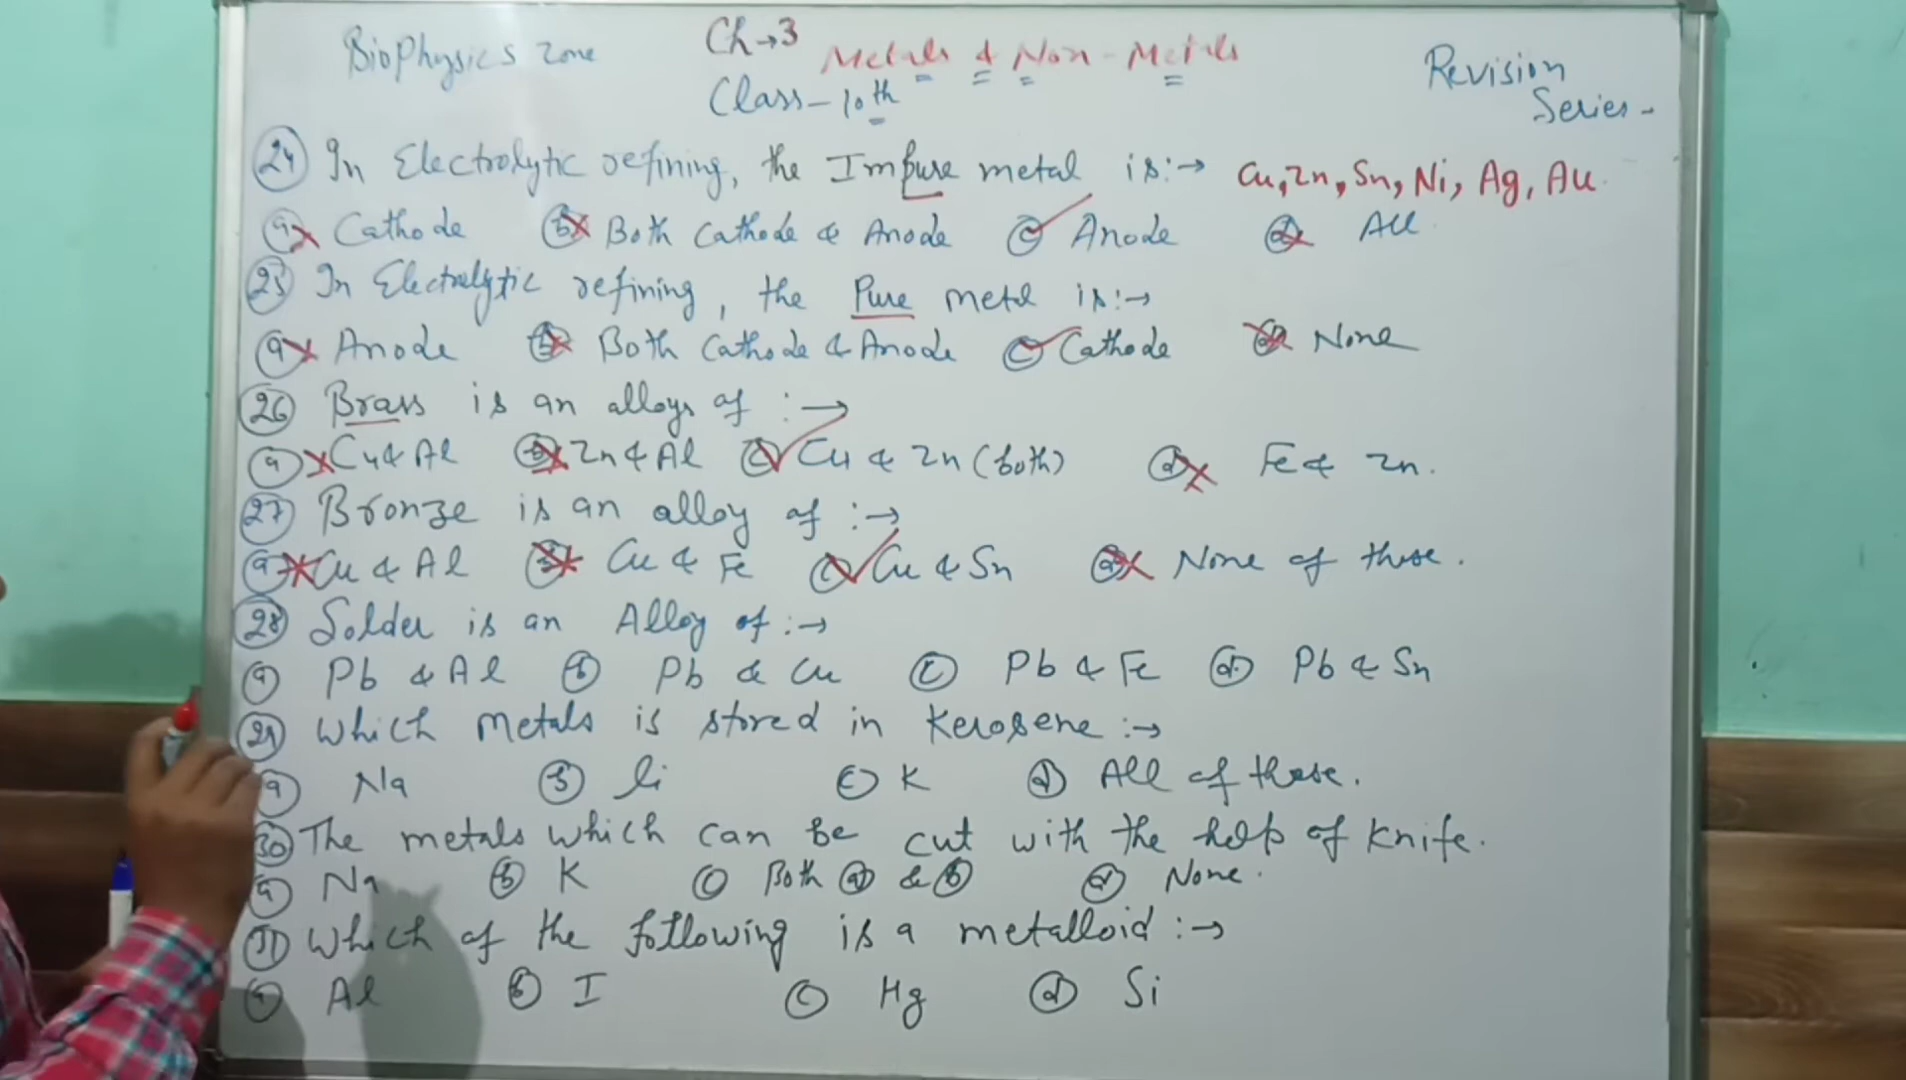 BioPhysics Zone
Ch→3 Metals & Non-Metals
Class-10th
Revision Series-
24 In Electrolytic refining, the Impure metal is:→ Cu, Zn, Sn, Ni, Ag, Au.
a Cathode b Both Cathode & Anode c Anode d All
25 In Electrolytic refining, the Pure metal is:→
a Anode b Both Cathode & Anode c Cathode d None
26 Brass is an alloys of :→
a Cu & Al b Zn & Al c Cu & Zn (both) d Fe & Zn.
27 Bronze is an alloy of :→
a Cu & Al b Cu & Fe c Cu & Sn d None of these.
28 Solder is an Alloy of :→
a Pb & Al b Pb & Cu c Pb & Fe d Pb & Sn
29 Which metals is stored in Kerosene :→
a Na b li c K d All of these.
30 The metals which can be cut with the help of Knife.
a Na b K c Both a & b d None.
31 Which of the following is a metalloid :→
a Al b I c Hg d Si